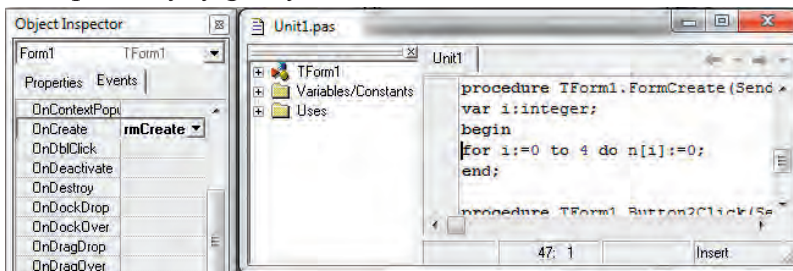 Object Inspector
Form1 TForm1
Properties Events
OnContextPopu
OnCreate rmCreate
OnDblClick
OnDeactivate
OnDestroy
OnDockDrop
OnDockOver
OnDragDrop
OnDragOver
Unit1.pas
TForm1
Variables/Constants
Uses
Unit1
procedure TForm1.FormCreate(Send
var i:integer;
begin
for i:=0 to 4 do n[i]:=0;
end;
procedure TForm1.Button2Click(Se
47: 1 Insert